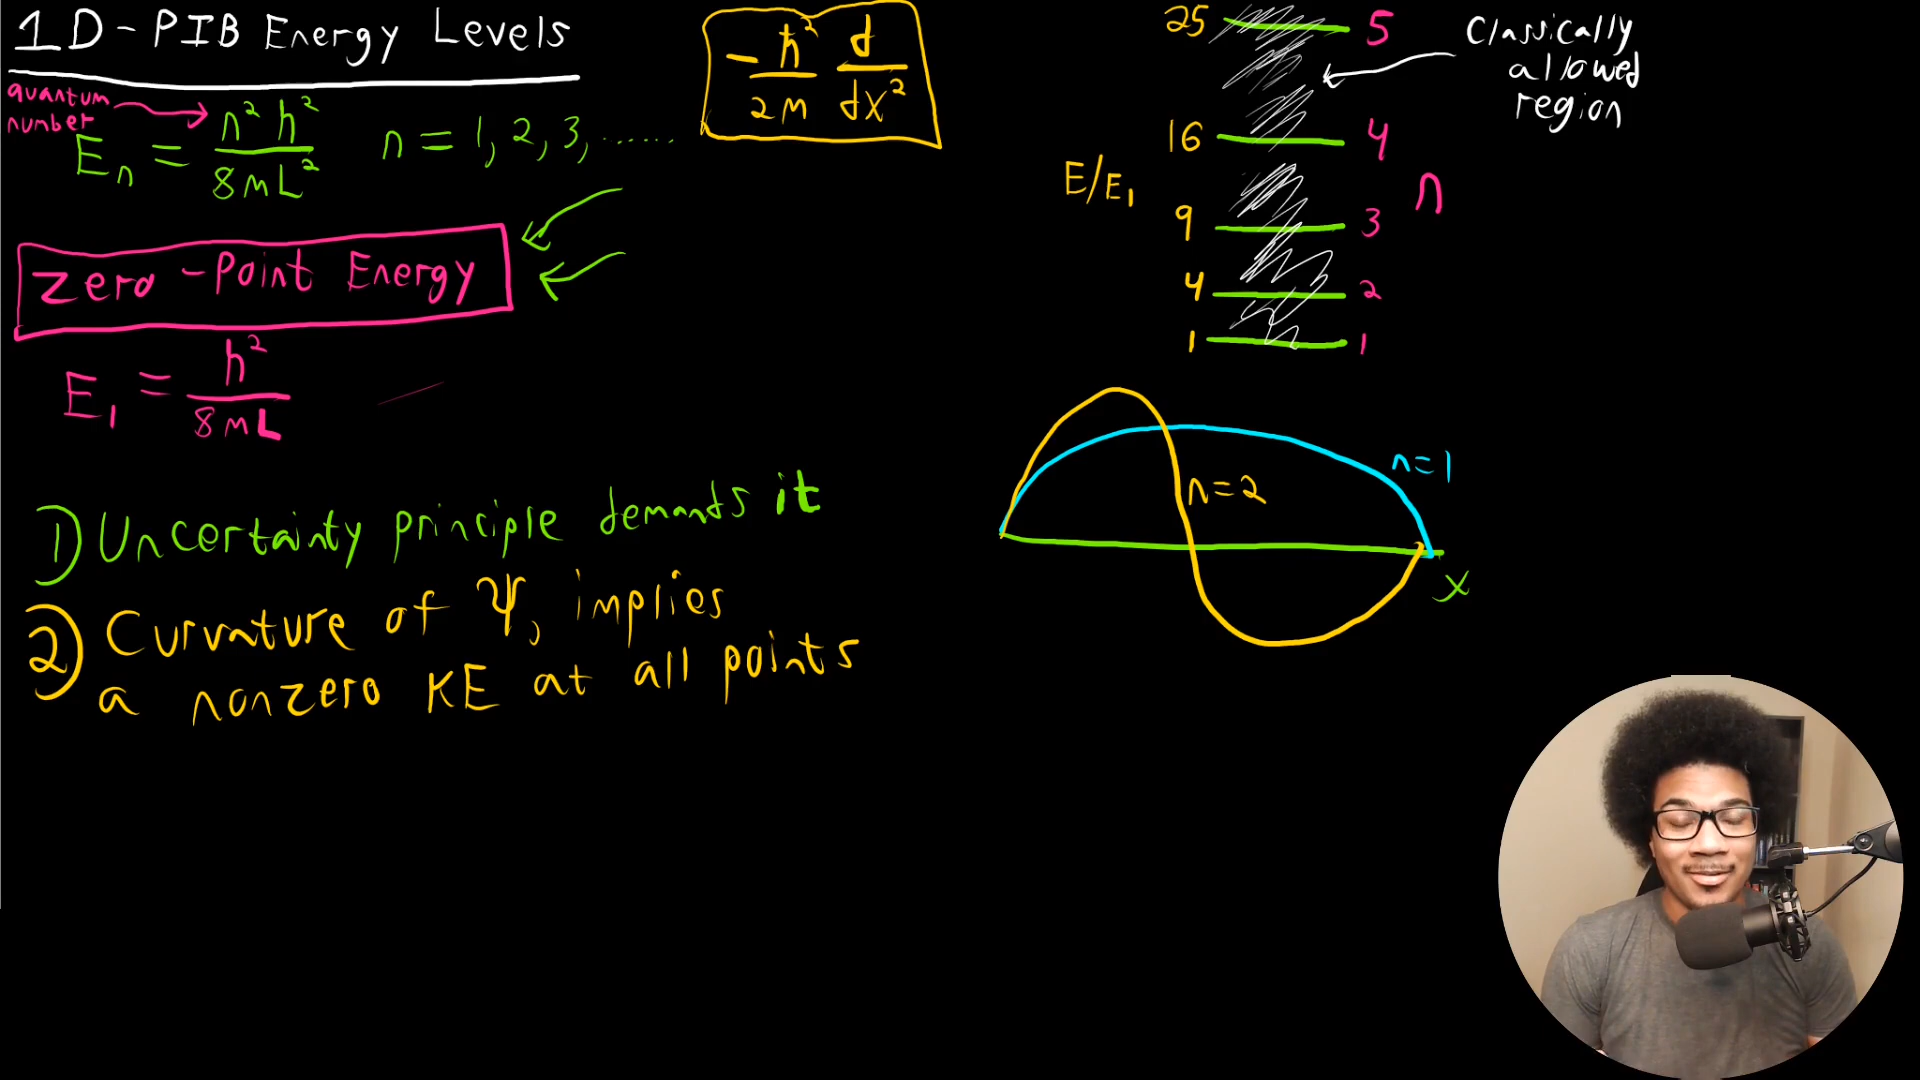 1D-PIB Energy Levels
quantum
number
Eₙ = n² h² / 8mL²
n = 1, 2, 3, ......
-ħ²/2m d/dx²
Zero-Point Energy
E₁ = h² / 8mL
1) Uncertainty principle demands it
2) Curvature of Ψ, implies
a nonzero KE at all points
E/E₁
25 5
16 4
9 3
4 2
1 1
n
Classically
allowed
region
n=1
n=2
x